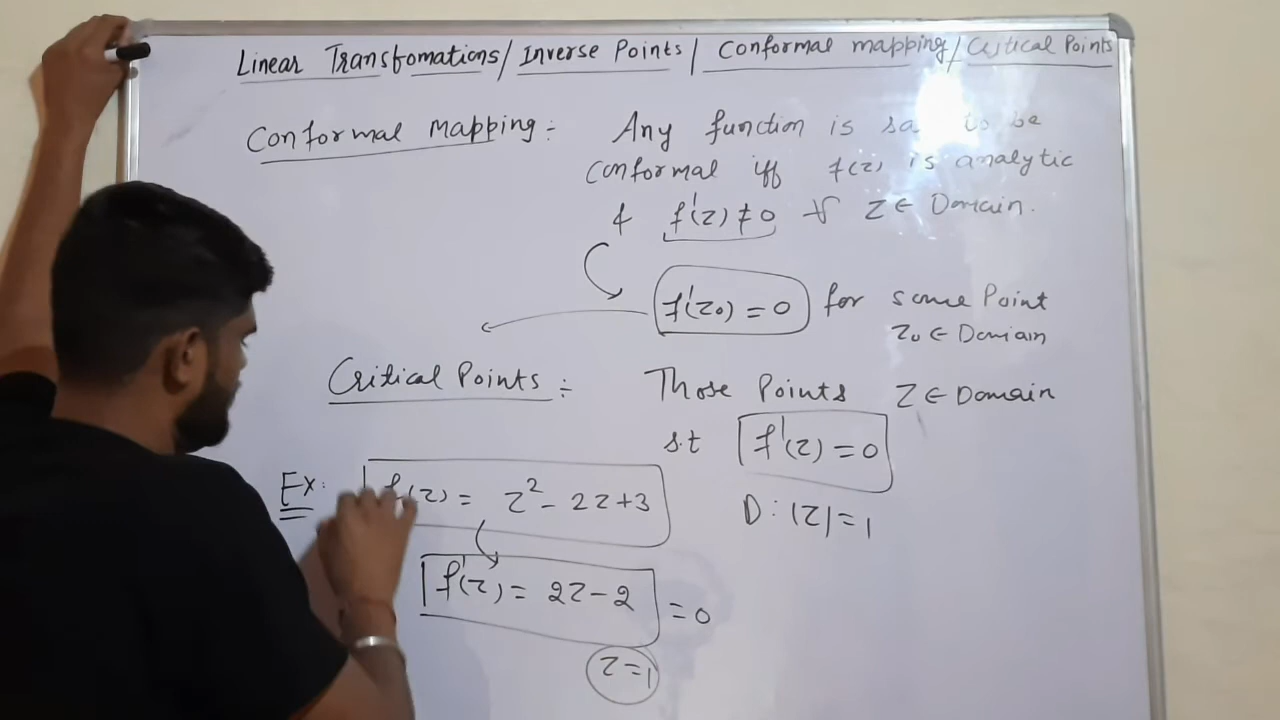 Linear Transfomations/ Inverse Points/ Conformal mapping/ Critical Points
Conformal Mapping:- Any function is sa to be
conformal iff f(z) is analytic
& f'(z) ≠ 0 ∀ z ∈ Domain.
f'(z₀) = 0 for some Point
z₀ ∈ Domain
Critical Points :- Those Points z ∈ Domain
s.t f'(z) = 0
Ex: f(z) = z² - 2z + 3 D : |z| = 1
f'(z) = 2z - 2 = 0
z = 1